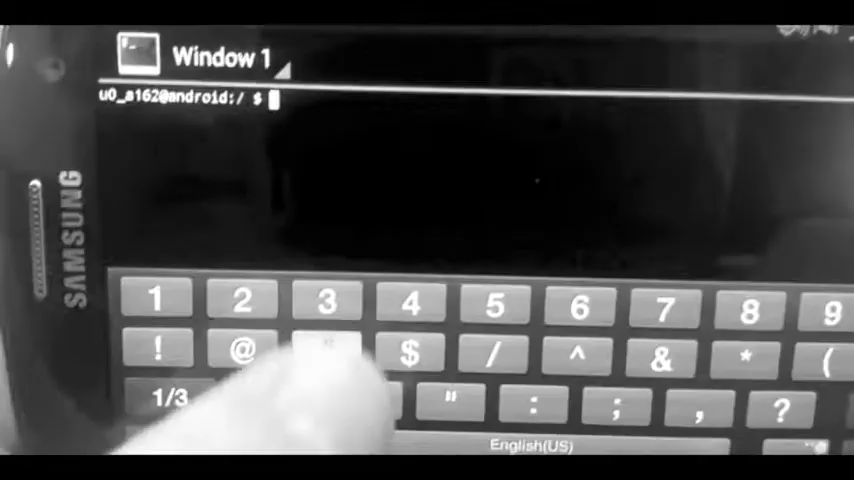 Window 1
u0_a162@android:/ $
SAMSUNG
1 2 3 4 5 6 7 8 9
! @ $ / ^ & * (
1/3 " : ; , ?
English(US)